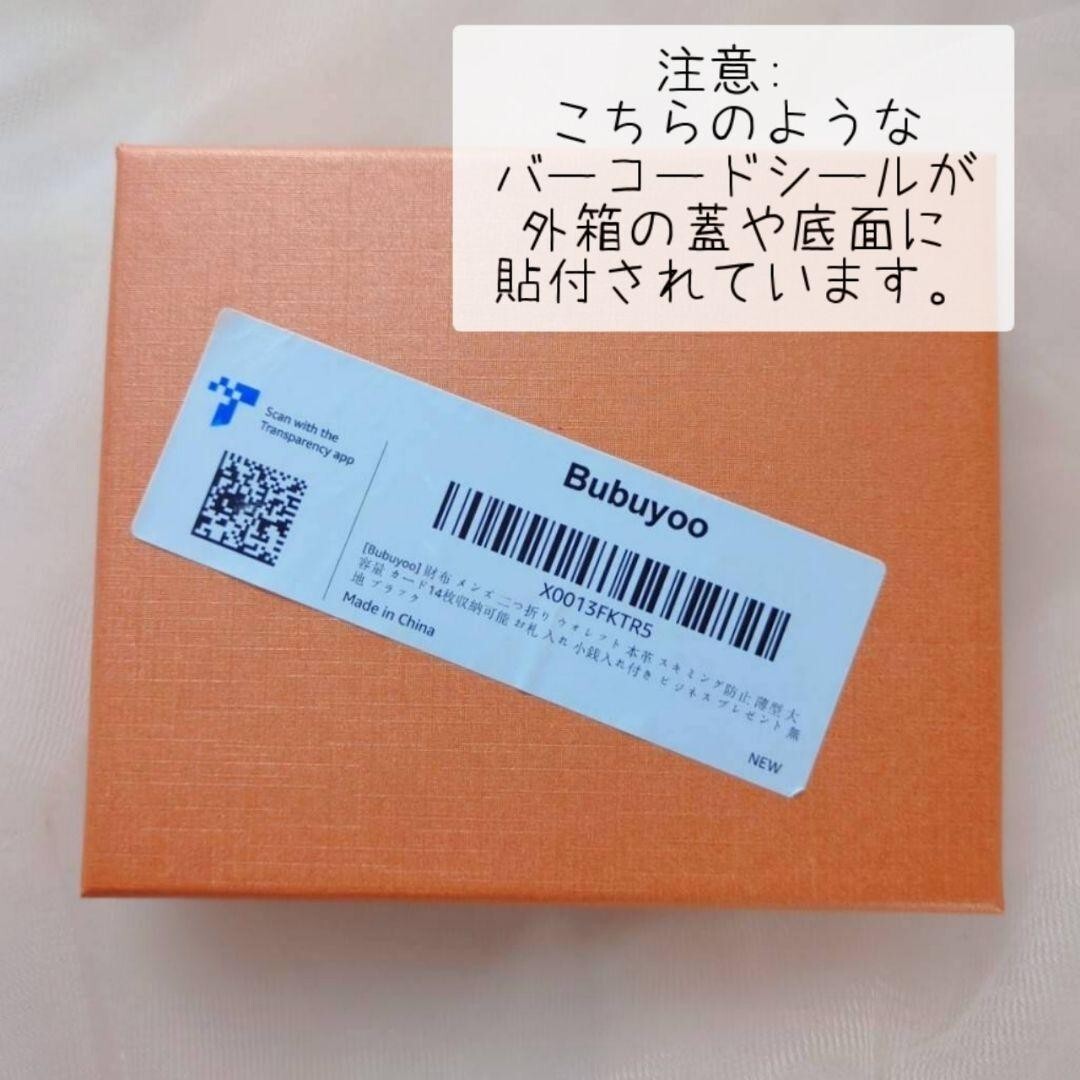 注意:
こちらのような
バーコードシールが
外箱の蓋や底面に
貼付されています。
Scan with the
Transparency app
Bubuyoo
X0013FKTR5
[Bubuyoo] 財布 メンズ 二つ折り ウォレット 本革 スキミング防止 薄型 大
容量 カード14枚収納可能 お札 入れ 小銭入れ付き ビジネス プレゼント 無
地 ブラック
Made in China
NEW